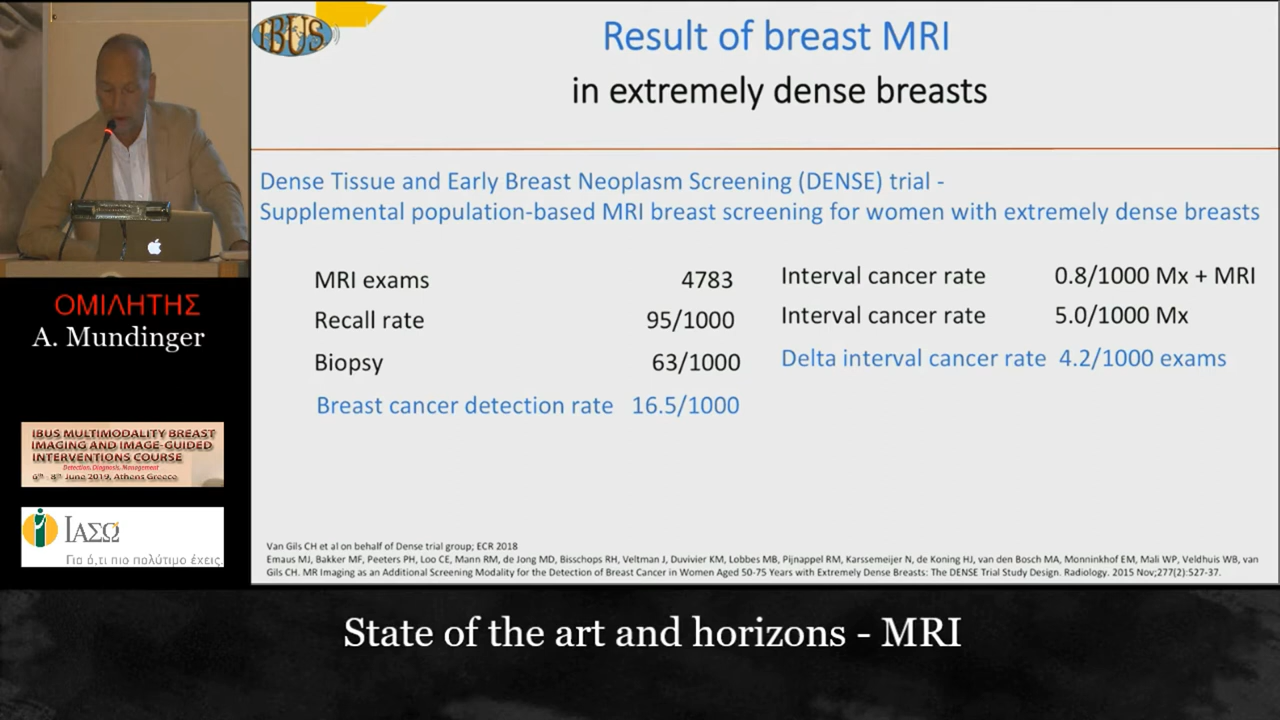 IBUS
Result of breast MRI
in extremely dense breasts
Dense Tissue and Early Breast Neoplasm Screening (DENSE) trial -
Supplemental population-based MRI breast screening for women with extremely dense breasts
MRI exams 4783
Recall rate 95/1000
Biopsy 63/1000
Breast cancer detection rate 16.5/1000
Interval cancer rate 0.8/1000 Mx + MRI
Interval cancer rate 5.0/1000 Mx
Delta interval cancer rate 4.2/1000 exams
Van Gils CH et al on behalf of Dense trial group; ECR 2018
Emaus MJ, Bakker MF, Peeters PH, Loo CE, Mann RM, de Jong MD, Bisschops RH, Veltman J, Duvivier KM, Lobbes MB, Pijnappel RM, Karssemeijer N, de Koning HJ, van den Bosch MA, Monninkhof EM, Mali WP, Veldhuis WB, van
Gils CH. MR Imaging as an Additional Screening Modality for the Detection of Breast Cancer in Women Aged 50-75 Years with Extremely Dense Breasts: The DENSE Trial Study Design. Radiology. 2015 Nov;277(2):527-37.
ΟΜΙΛΗΤΗΣ
A. Mundinger
IBUS MULTIMODALITY BREAST
IMAGING AND IMAGE-GUIDED
INTERVENTIONS COURSE
Detection, Diagnosis, Management
6th - 8th June 2019, Athens Greece
ΙΑΣΩ
Για ό,τι πιο πολύτιμο έχεις.
State of the art and horizons - MRI